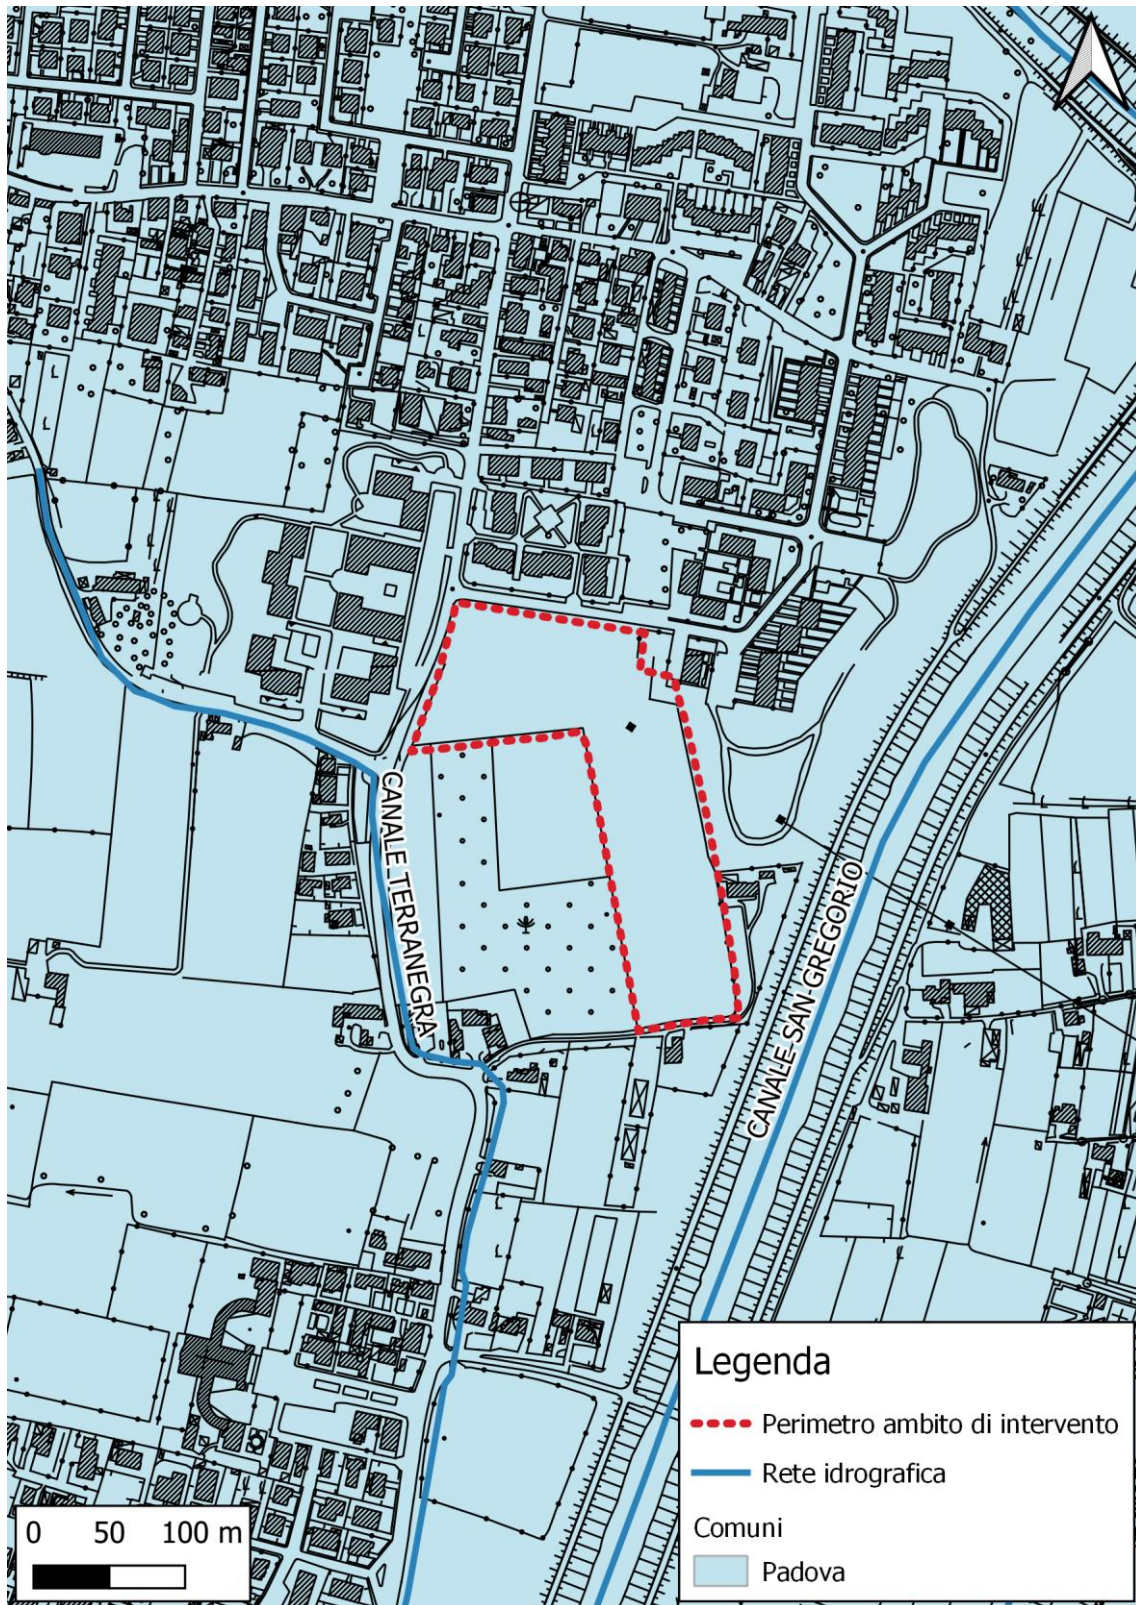 CANALE TERRANEGRA
CANALE SAN GREGORIO
Legenda
Perimetro ambito di intervento
Rete idrografica
Comuni
Padova
0 50 100 m